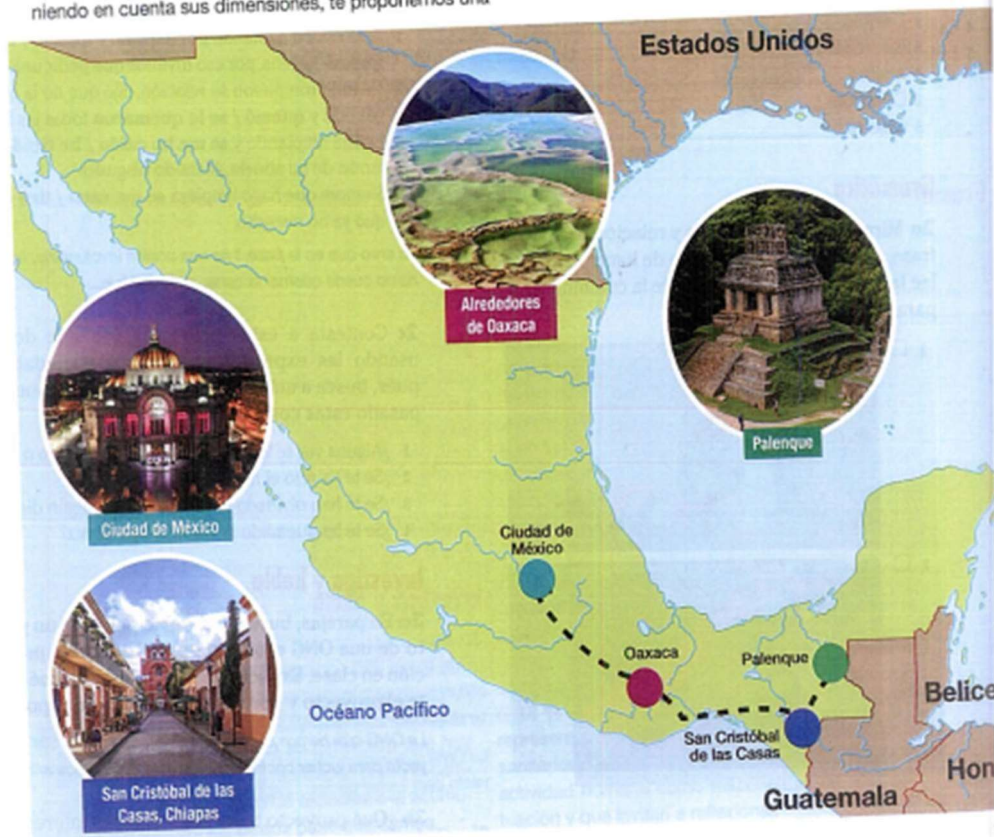 niendo en cuenta sus dimensiones, te proponemos una
Estados Unidos
Alrededores
de Oaxaca
Palenque
Ciudad de México
Ciudad de
México
Oaxaca
Palenque
Belice
Océano Pacífico
San Cristóbal
de las Casas
San Cristóbal de las
Casas, Chiapas
Guatemala
Hon